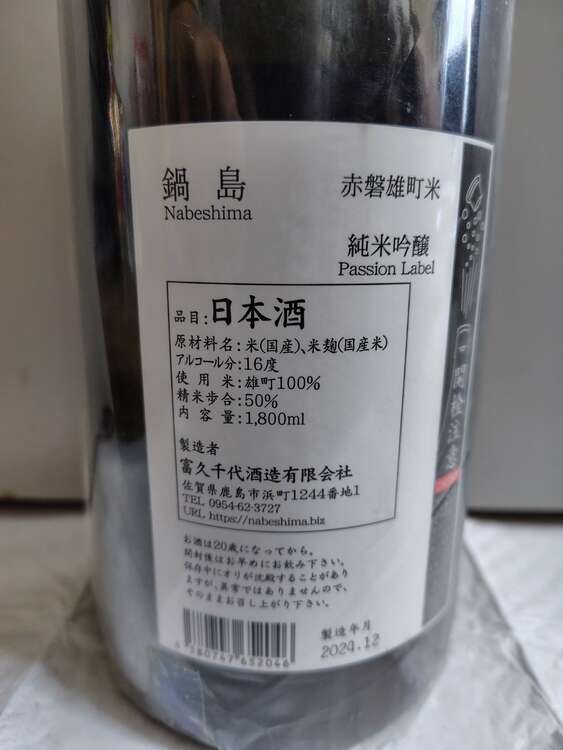 鍋島
Nabeshima
赤磐雄町米
純米吟醸
Passion Label
品目:日本酒
原材料名:米(国産)、米麹(国産米)
アルコール分:16度
使用米:雄町100%
精米歩合:50%
内容量:1,800ml
製造者
富久千代酒造有限会社
佐賀県鹿島市浜町1244番地1
TEL 0954-62-3727
URL https://nabeshima.biz
お酒は20歳になってから。
開封後はお早めにお飲み下さい。
保存中にオリが沈殿することがあり
ますが、異常ではありませんので、
そのままお召し上がり下さい。
4580747652046
製造年月
2024.12
開栓注意